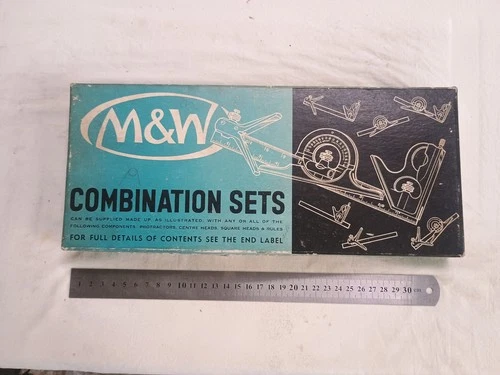 M&W
COMBINATION SETS
CAN BE SUPPLIED MADE UP AS ILLUSTRATED, WITH ANY OR ALL OF THE
FOLLOWING COMPONENTS: PROTRACTORS, CENTRE HEADS, SQUARE HEADS & RULES
FOR FULL DETAILS OF CONTENTS SEE THE END LABEL
1 2 3 4 5 6 7 8 9 10 11 12 13 14 15 16 17 18 19 20 21 22 23 24 25 26 27 28 29 30 cm